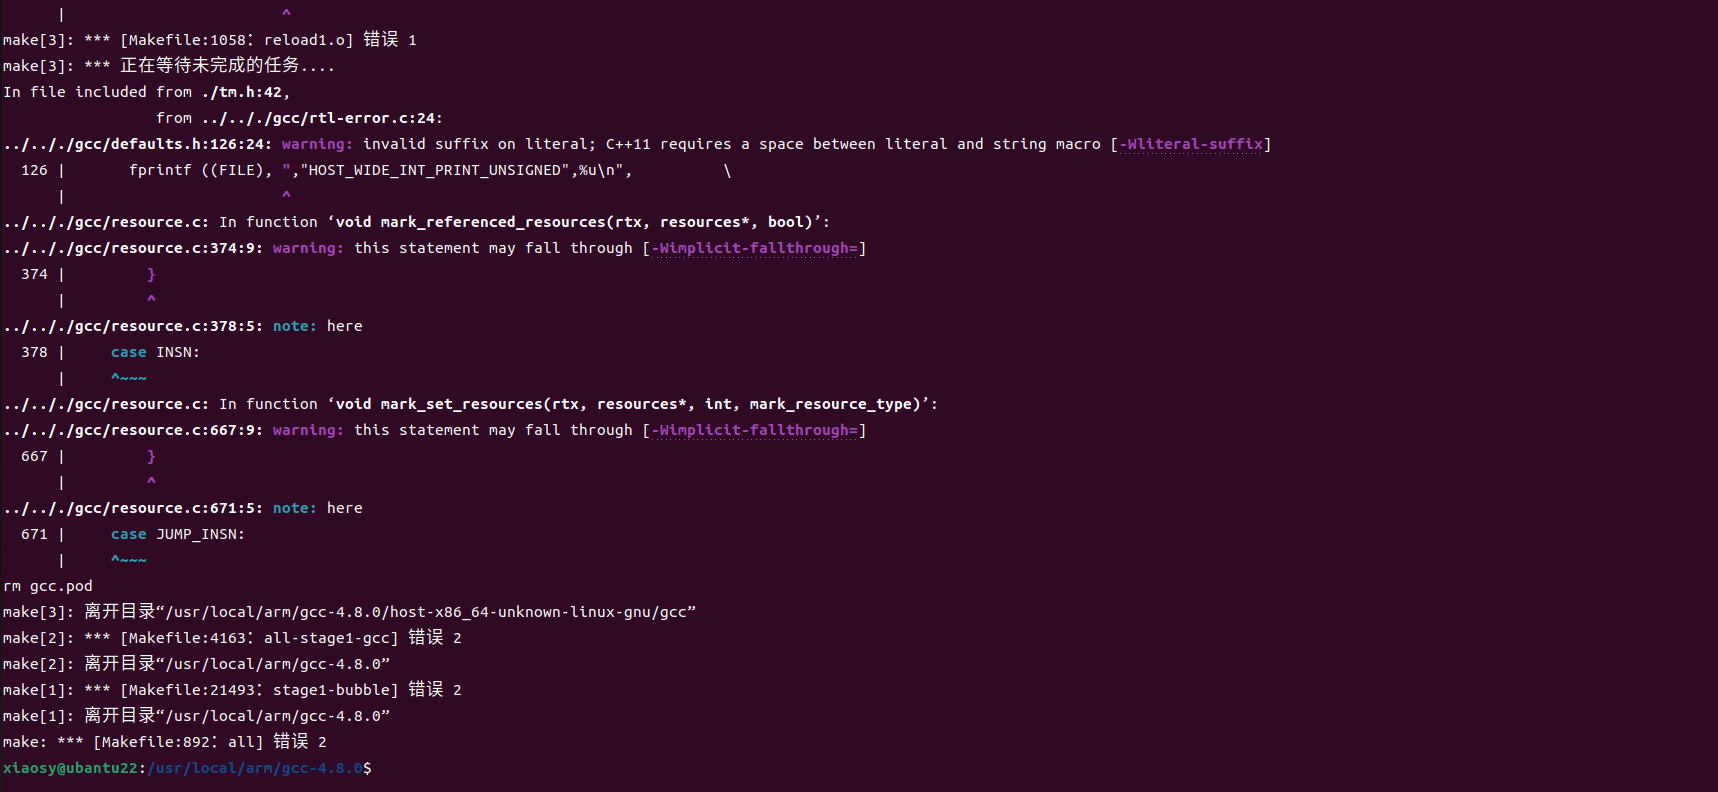 |                        ^
make[3]: *** [Makefile:1058：reload1.o] 错误 1
make[3]: *** 正在等待未完成的任务....
In file included from ./tm.h:42,
                 from ../.././gcc/rtl-error.c:24:
../.././gcc/defaults.h:126:24: warning: invalid suffix on literal; C++11 requires a space between literal and string macro [-Wliteral-suffix]
  126 |       fprintf ((FILE), ","HOST_WIDE_INT_PRINT_UNSIGNED",%u\n",          \
      |                        ^
../.././gcc/resource.c: In function ‘void mark_referenced_resources(rtx, resources*, bool)’:
../.././gcc/resource.c:374:9: warning: this statement may fall through [-Wimplicit-fallthrough=]
  374 |         }
      |         ^
../.././gcc/resource.c:378:5: note: here
  378 |     case INSN:
      |     ^~~~
../.././gcc/resource.c: In function ‘void mark_set_resources(rtx, resources*, int, mark_resource_type)’:
../.././gcc/resource.c:667:9: warning: this statement may fall through [-Wimplicit-fallthrough=]
  667 |         }
      |         ^
../.././gcc/resource.c:671:5: note: here
  671 |     case JUMP_INSN:
      |     ^~~~
rm gcc.pod
make[3]: 离开目录“/usr/local/arm/gcc-4.8.0/host-x86_64-unknown-linux-gnu/gcc”
make[2]: *** [Makefile:4163：all-stage1-gcc] 错误 2
make[2]: 离开目录“/usr/local/arm/gcc-4.8.0”
make[1]: *** [Makefile:21493：stage1-bubble] 错误 2
make[1]: 离开目录“/usr/local/arm/gcc-4.8.0”
make: *** [Makefile:892：all] 错误 2
xiaosy@ubantu22:/usr/local/arm/gcc-4.8.0$